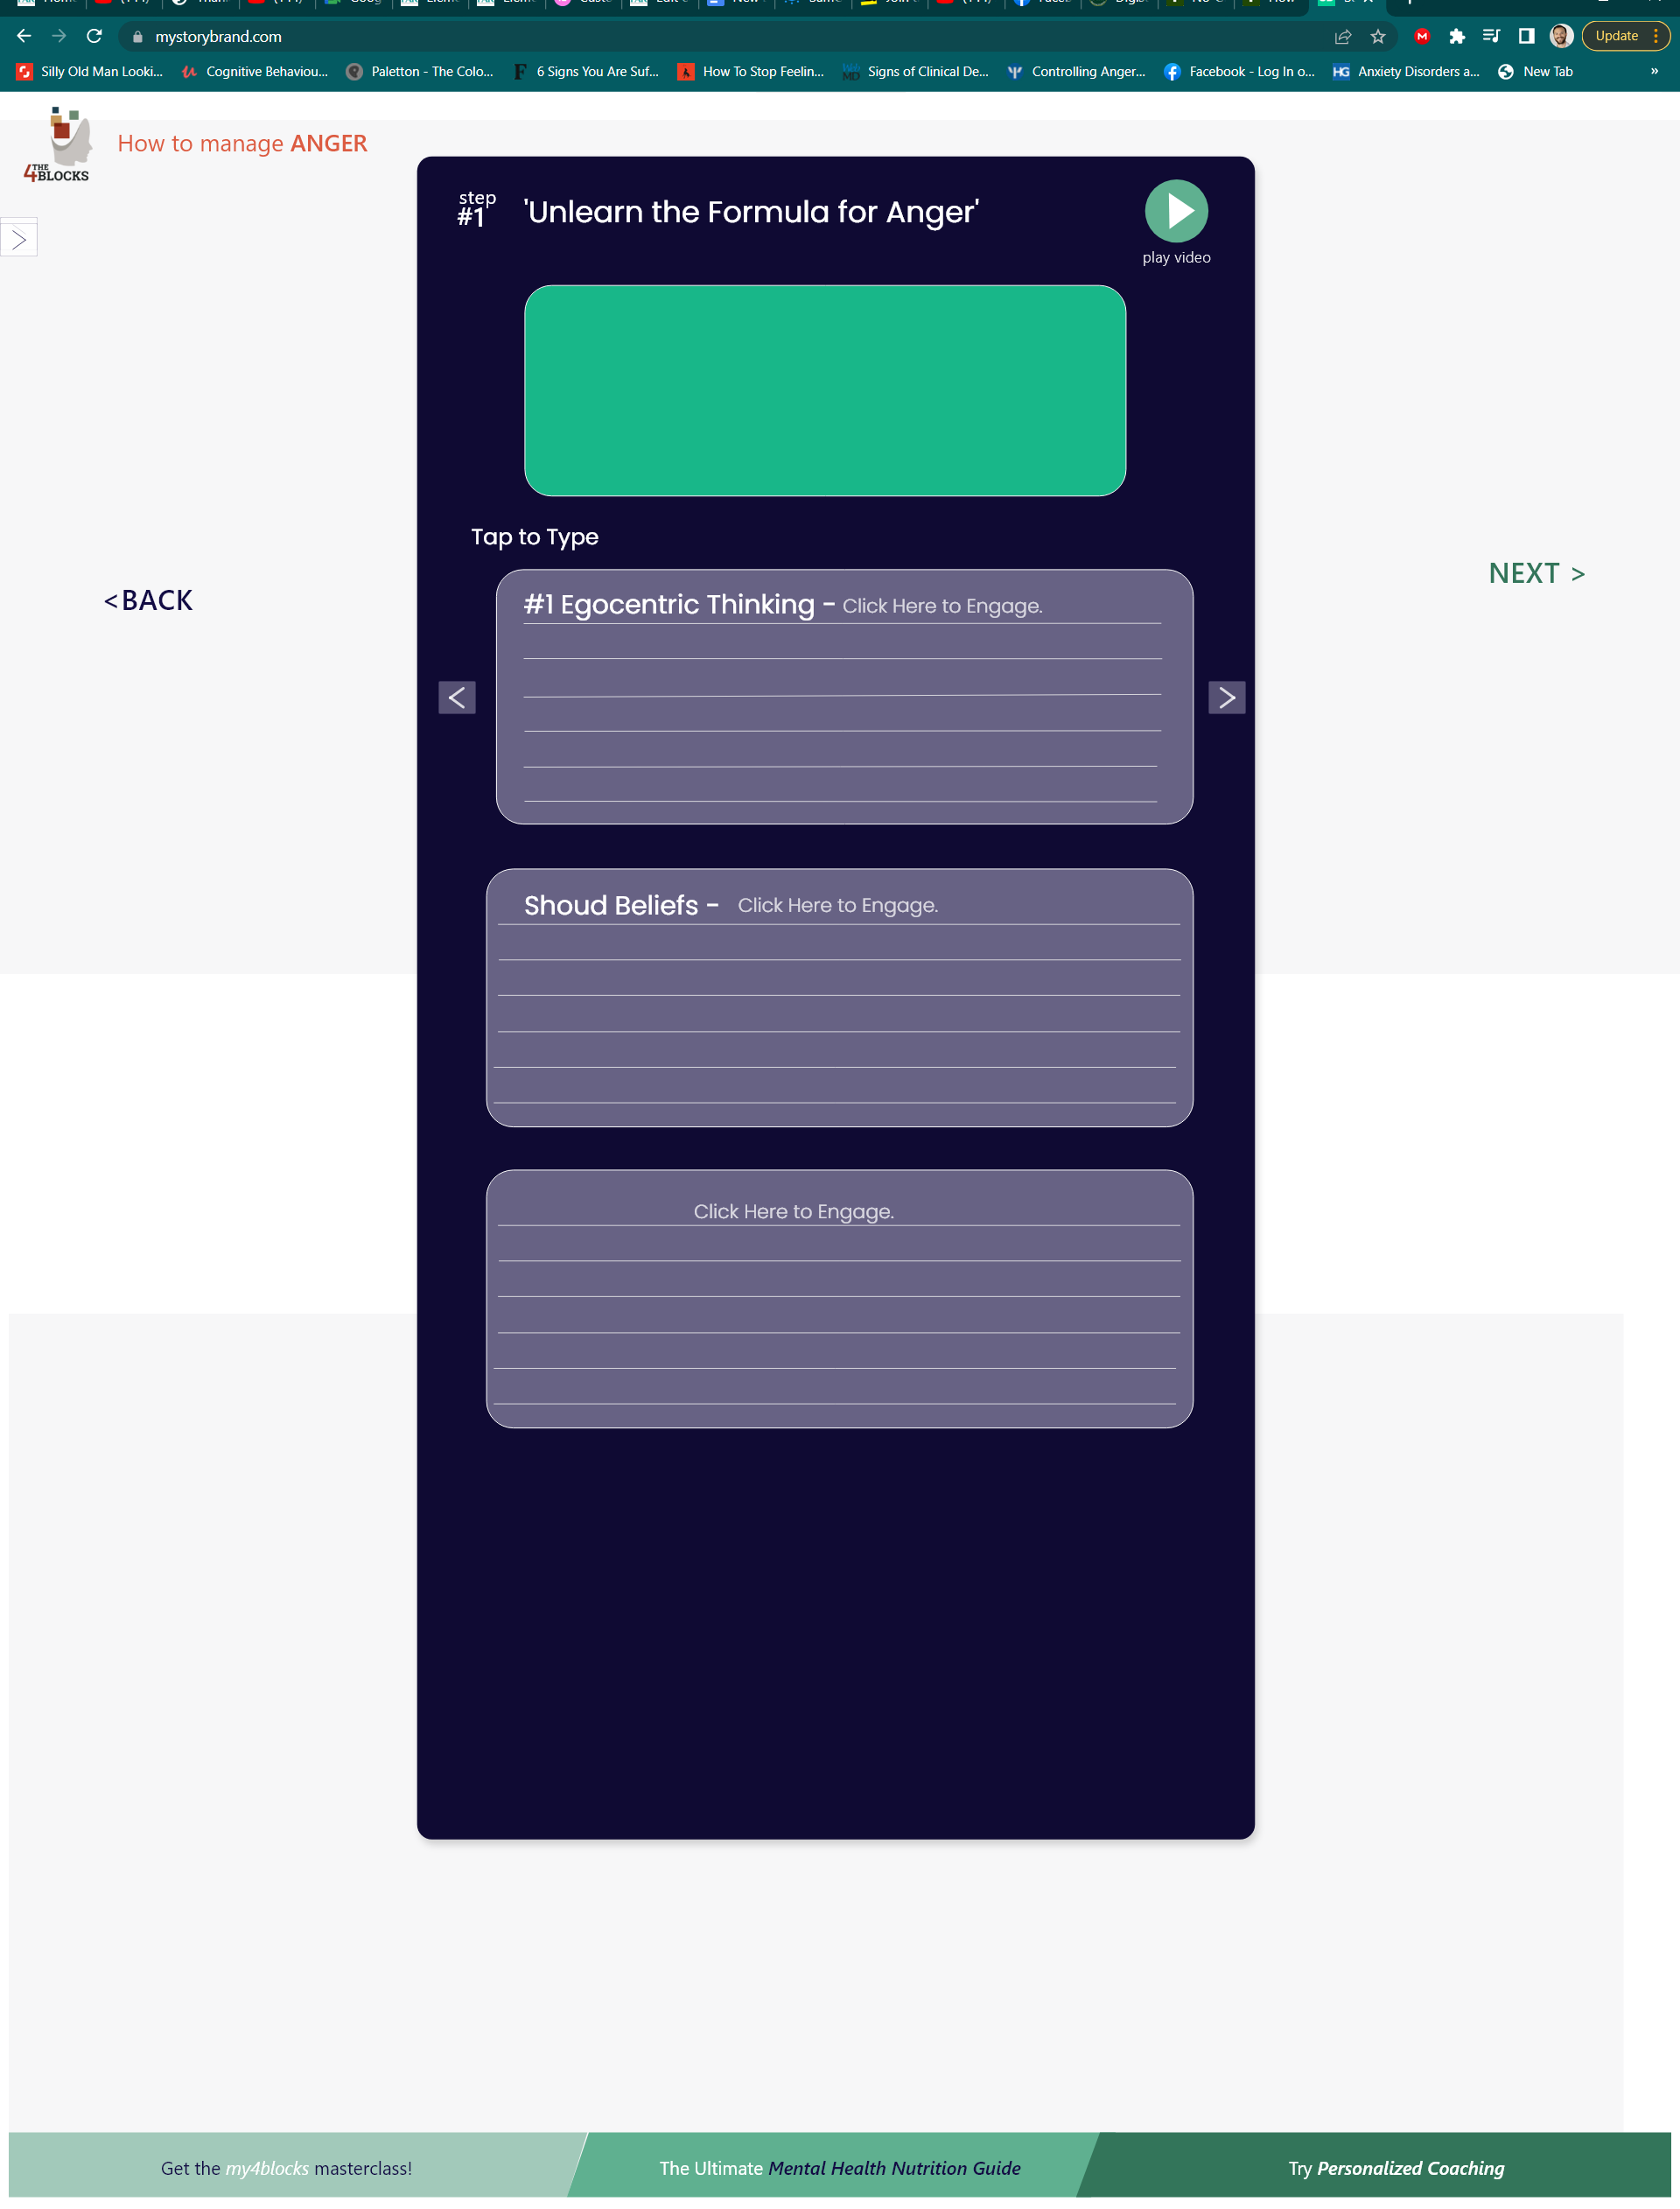 mystorybrand.com
Update
Silly Old Man Looki...
Cognitive Behaviou...
Paletton - The Colo...
6 Signs You Are Suf...
How To Stop Feelin...
Signs of Clinical De...
Controlling Anger...
Facebook - Log In o...
Anxiety Disorders a...
New Tab
»
THE
4BLOCKS
How to manage ANGER
step
#1
'Unlearn the Formula for Anger'
play video
Tap to Type
<BACK
NEXT >
#1 Egocentric Thinking - Click Here to Engage.
<
>
Shoud Beliefs - Click Here to Engage.
Click Here to Engage.
Get the my4blocks masterclass!
The Ultimate Mental Health Nutrition Guide
Try Personalized Coaching